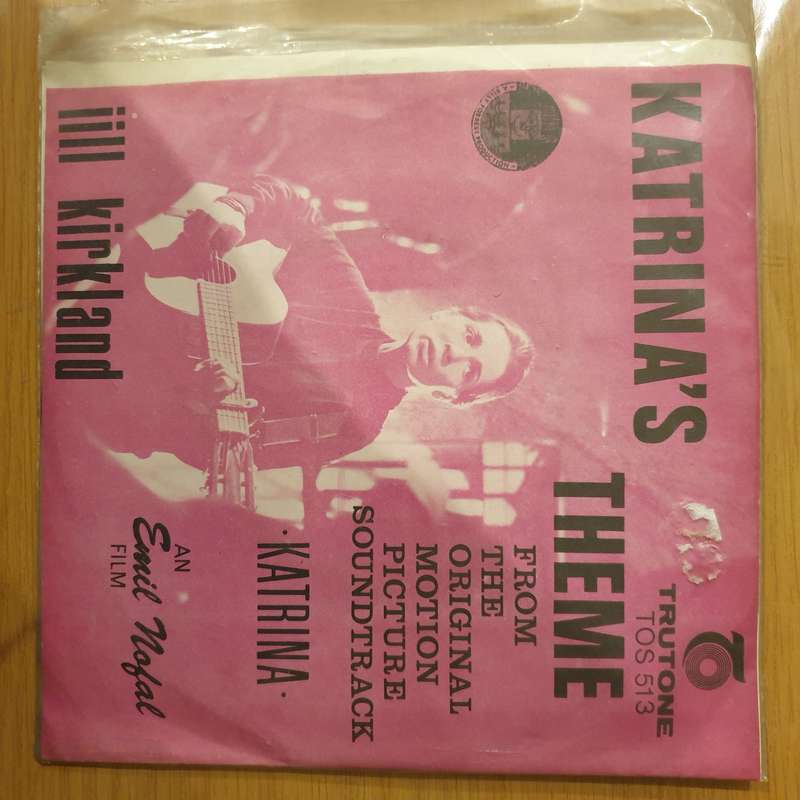 KATRINA'S
THEME
TRUTONE
TOS 513
FROM
THE
ORIGINAL
MOTION
PICTURE
SOUNDTRACK
·KATRINA·
AN
Emil Nofal
FILM
jill kirkland